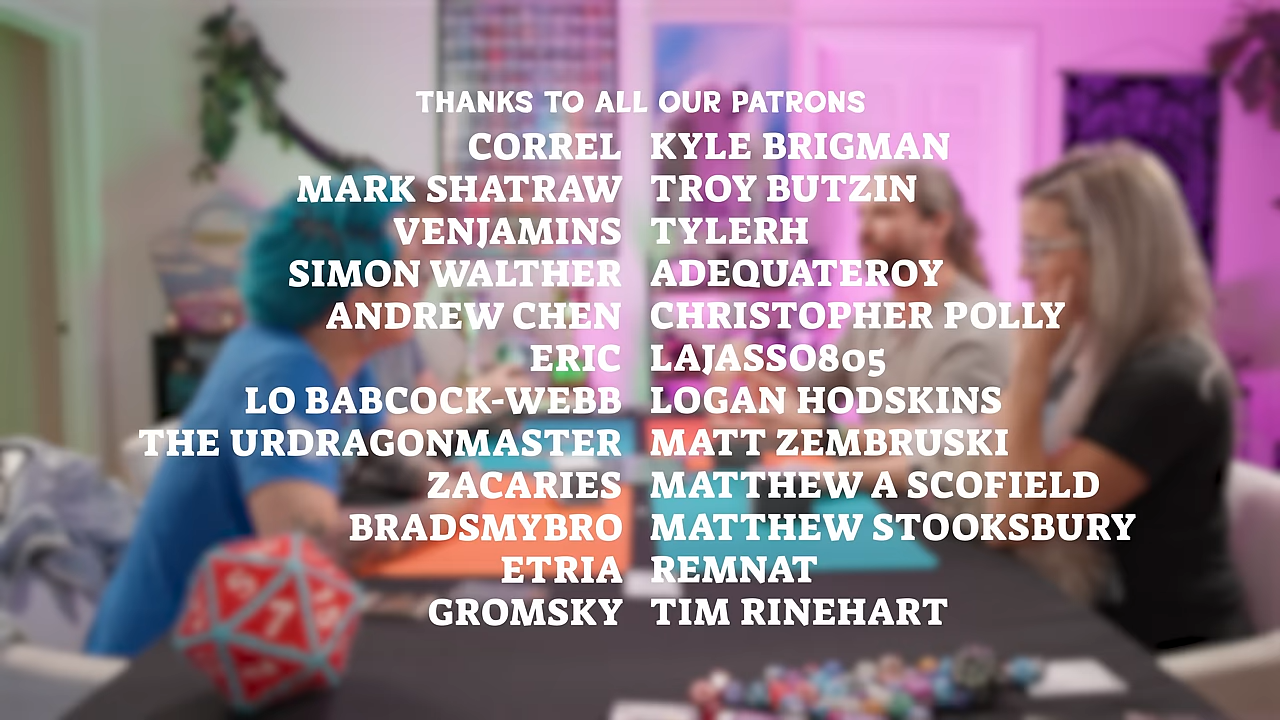 THANKS TO ALL OUR PATRONS
CORREL KYLE BRIGMAN
MARK SHATRAW TROY BUTZIN
VENJAMINS TYLERH
SIMON WALTHER ADEQUATEROY
ANDREW CHEN CHRISTOPHER POLLY
ERIC LAJASSO805
LO BABCOCK-WEBB LOGAN HODSKINS
THE URDRAGONMASTER MATT ZEMBRUSKI
ZACARIES MATTHEW A SCOFIELD
BRADSMYBRO MATTHEW STOOKSBURY
ETRIA REMNAT
GROMSKY TIM RINEHART
7